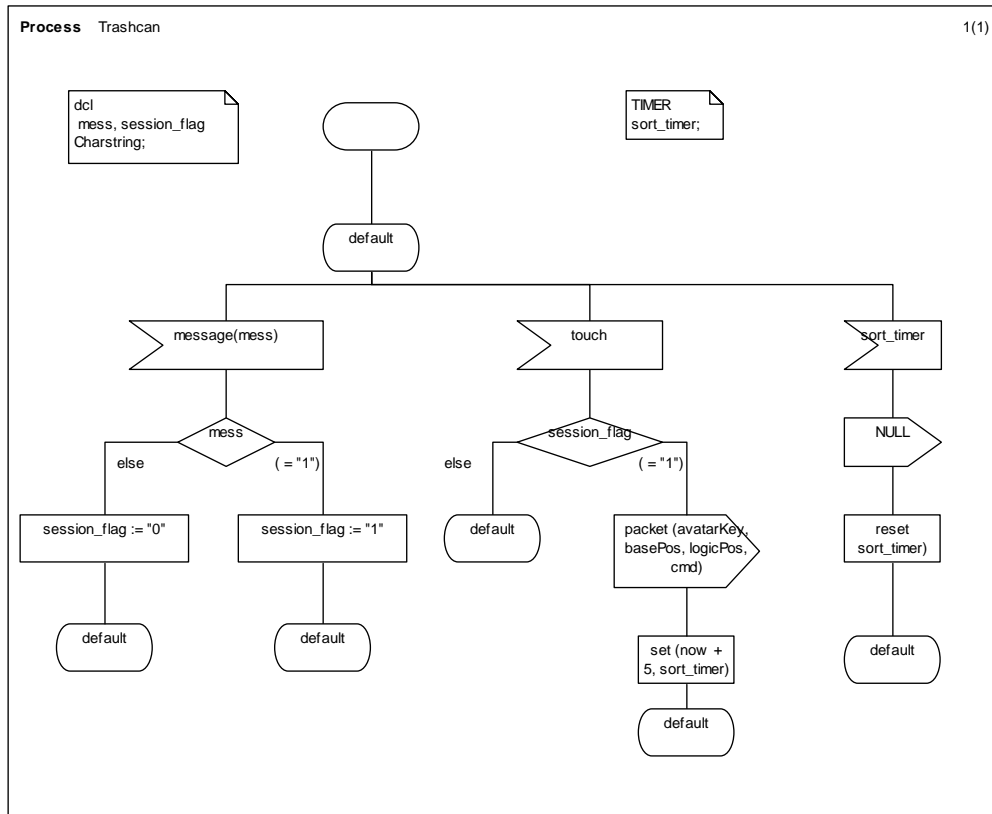 Process Trashcan
1(1)
dcl
mess, session_flag
Charstring;
TIMER
sort_timer;
default
message(mess)
touch
sort_timer
mess
session_flag
NULL
else
( = "1")
else
( = "1")
session_flag := "0"
session_flag := "1"
default
packet (avatarKey,
basePos, logicPos,
cmd)
reset
sort_timer)
default
default
set (now +
5, sort_timer)
default
default